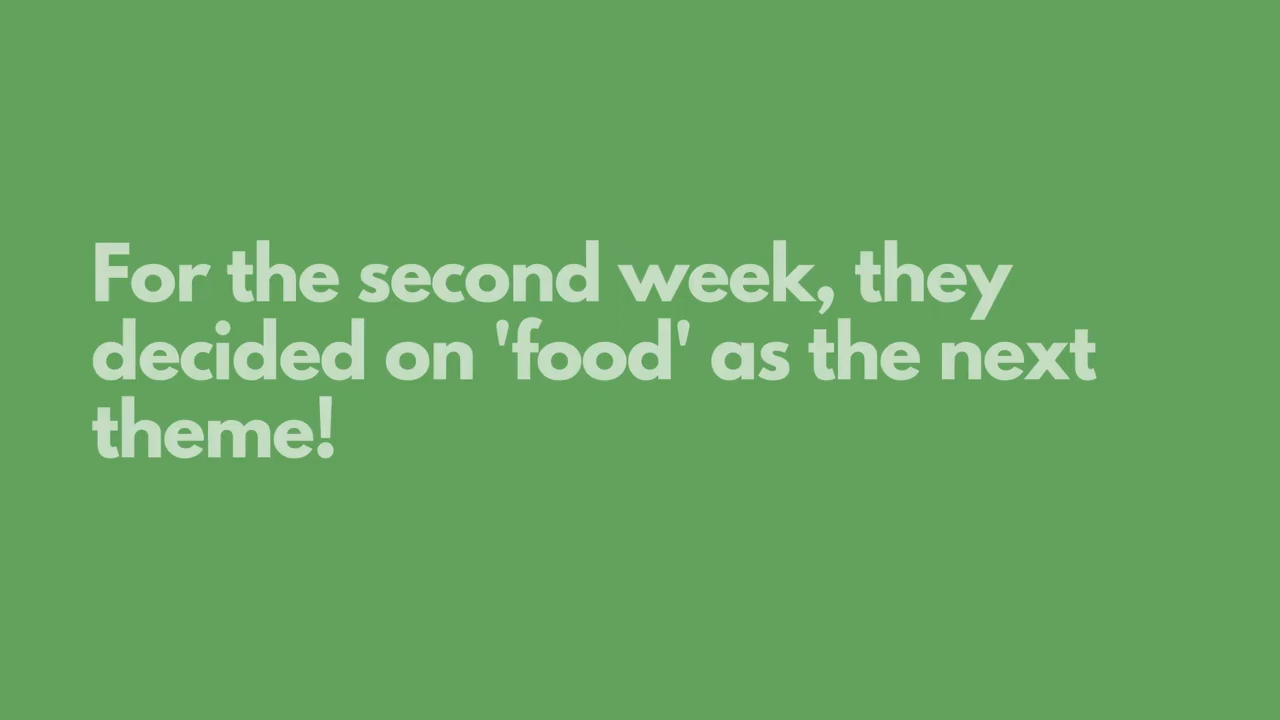 For the second week, they
decided on 'food' as the next
theme!